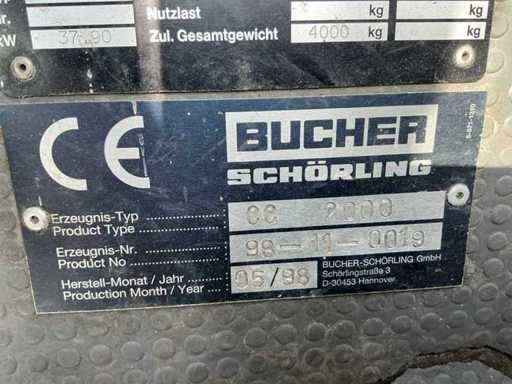 Nutzlast kg kg
kW 37.90 Zul. Gesamtgewicht 4000 kg kg
CE
BUCHER
SCHÖRLING
Erzeugnis-Typ
Product Type CC 2000
Erzeugnis-Nr.
Product No 98-11-0019
Herstell-Monat / Jahr
Production Month / Year 05/98
BUCHER-SCHÖRLING GmbH
Schörlingstraße 3
D-30453 Hannover